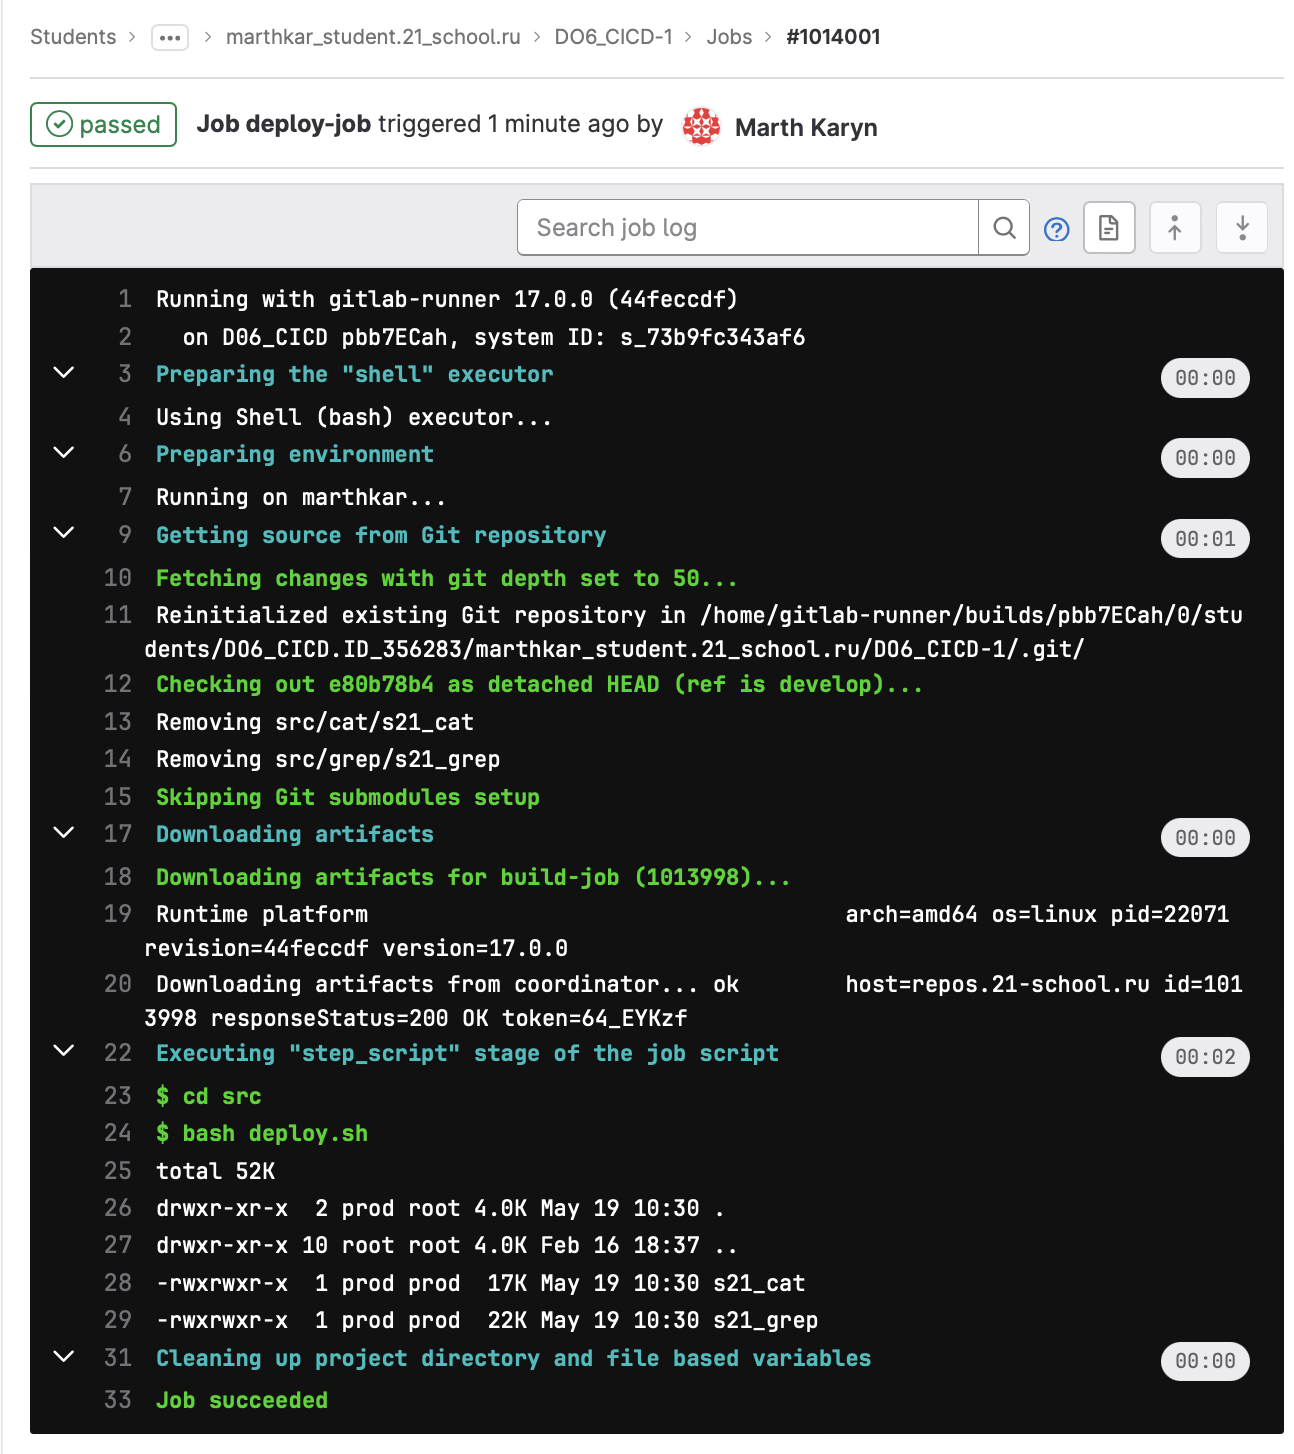 Students > ... > marthkar_student.21_school.ru > DO6_CICD-1 > Jobs > #1014001
passed Job deploy-job triggered 1 minute ago by Marth Karyn
Search job log
1 Running with gitlab-runner 17.0.0 (44feccdf)
2 on D06_CICD pbb7ECah, system ID: s_73b9fc343af6
3 Preparing the "shell" executor 00:00
4 Using Shell (bash) executor...
6 Preparing environment 00:00
7 Running on marthkar...
9 Getting source from Git repository 00:01
10 Fetching changes with git depth set to 50...
11 Reinitialized existing Git repository in /home/gitlab-runner/builds/pbb7ECah/0/stu
dents/DO6_CICD.ID_356283/marthkar_student.21_school.ru/DO6_CICD-1/.git/
12 Checking out e80b78b4 as detached HEAD (ref is develop)...
13 Removing src/cat/s21_cat
14 Removing src/grep/s21_grep
15 Skipping Git submodules setup
17 Downloading artifacts 00:00
18 Downloading artifacts for build-job (1013998)...
19 Runtime platform arch=amd64 os=linux pid=22071
revision=44feccdf version=17.0.0
20 Downloading artifacts from coordinator... ok host=repos.21-school.ru id=101
3998 responseStatus=200 OK token=64_EYKzf
22 Executing "step_script" stage of the job script 00:02
23 $ cd src
24 $ bash deploy.sh
25 total 52K
26 drwxr-xr-x 2 prod root 4.0K May 19 10:30 .
27 drwxr-xr-x 10 root root 4.0K Feb 16 18:37 ..
28 -rwxrwxr-x 1 prod prod 17K May 19 10:30 s21_cat
29 -rwxrwxr-x 1 prod prod 22K May 19 10:30 s21_grep
31 Cleaning up project directory and file based variables 00:00
33 Job succeeded